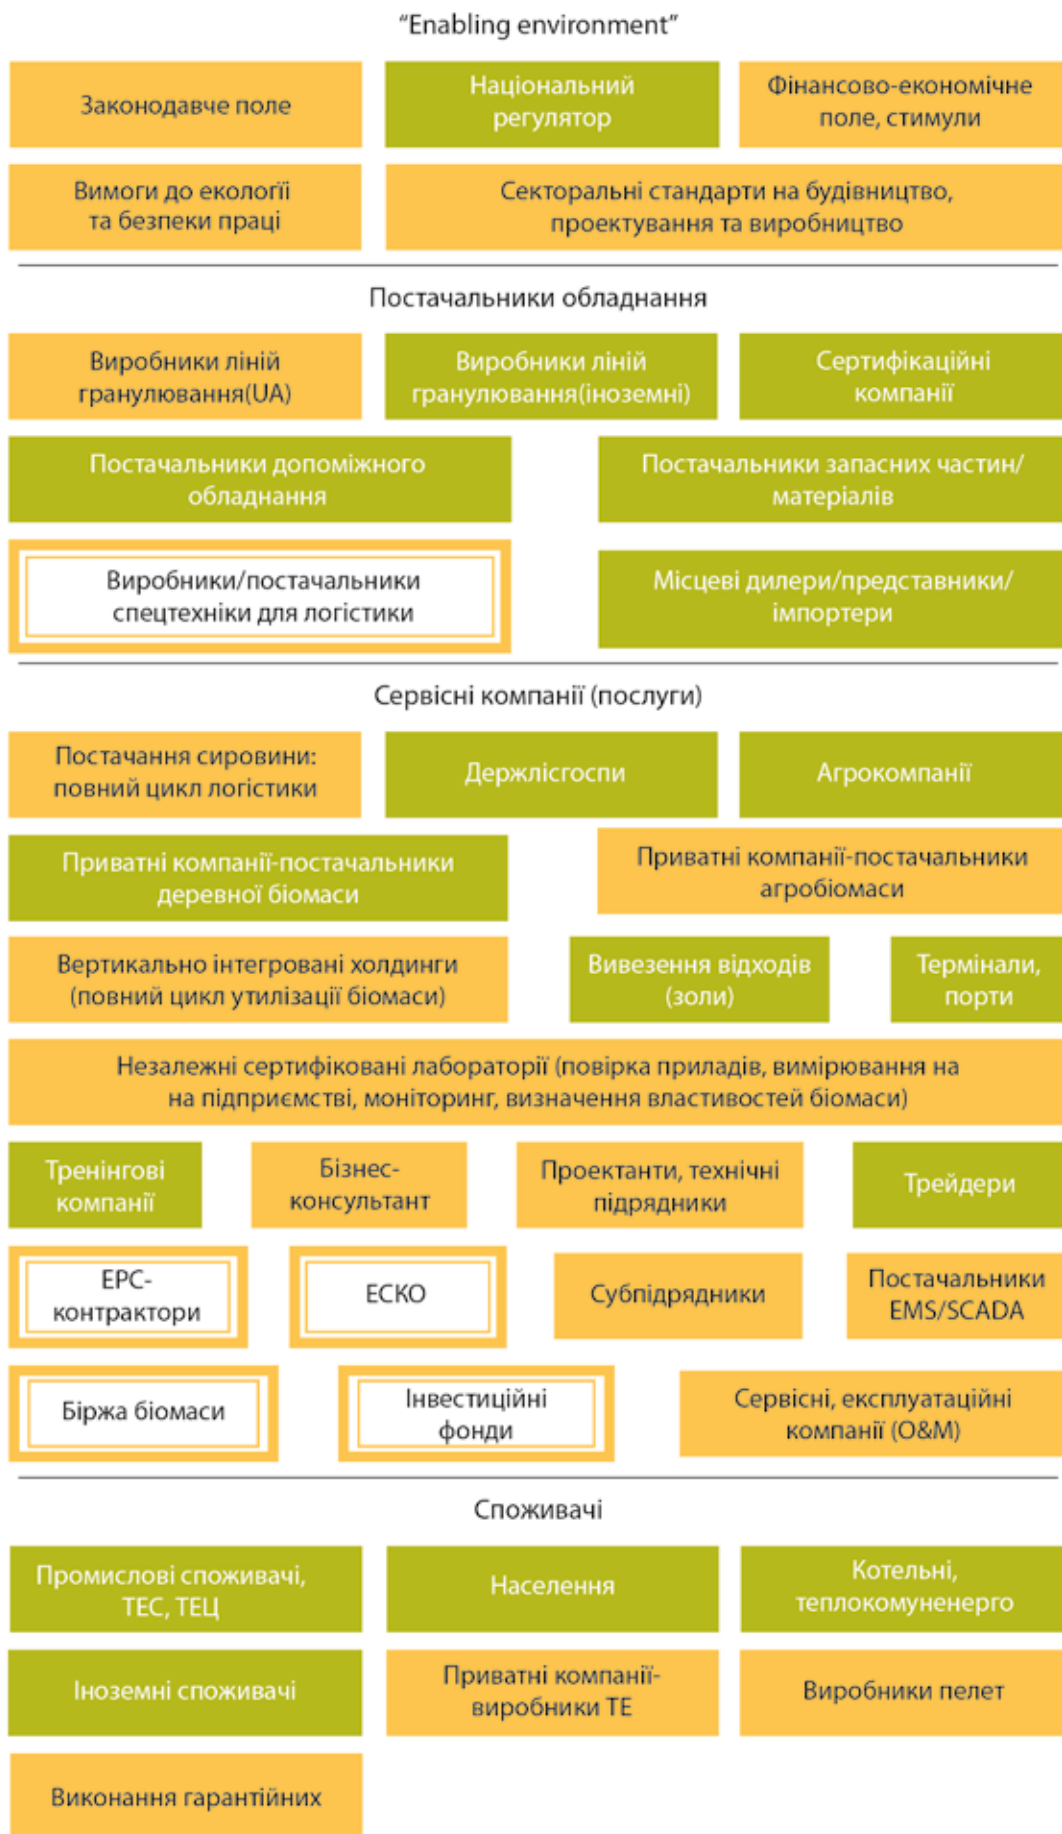 “Enabling environment”
Законодавче поле
Національний
регулятор
Фінансово-економічне
поле, стимули
Вимоги до екології
та безпеки праці
Секторальні стандарти на будівництво,
проектування та виробництво
Постачальники обладнання
Виробники ліній
гранулювання(UA)
Виробники ліній
гранулювання(іноземні)
Сертифікаційні
компанії
Постачальники допоміжного
обладнання
Постачальники запасних частин/
матеріалів
Виробники/постачальники
спецтехніки для логістики
Місцеві дилери/представники/
імпортери
Сервісні компанії (послуги)
Постачання сировини:
повний цикл логістики
Держлісгоспи
Агрокомпанії
Приватні компанії-постачальники
деревної біомаси
Приватні компанії-постачальники
агробіомаси
Вертикально інтегровані холдинги
(повний цикл утилізації біомаси)
Вивезення відходів
(золи)
Термінали,
порти
Незалежні сертифіковані лабораторії (повірка приладів, вимірювання на
на підприємстві, моніторинг, визначення властивостей біомаси)
Тренінгові
компанії
Бізнес-
консультант
Проектанти, технічні
підрядники
Трейдери
ЕРС-
контрактори
ЕСКО
Субпідрядники
Постачальники
EMS/SCADA
Біржа біомаси
Інвестиційні
фонди
Сервісні, експлуатаційні
компанії (O&M)
Споживачі
Промислові споживачі,
ТЕС, ТЕЦ
Населення
Котельні,
теплокомуненерго
Іноземні споживачі
Приватні компанії-
виробники ТЕ
Виробники пелет
Виконання гарантійних